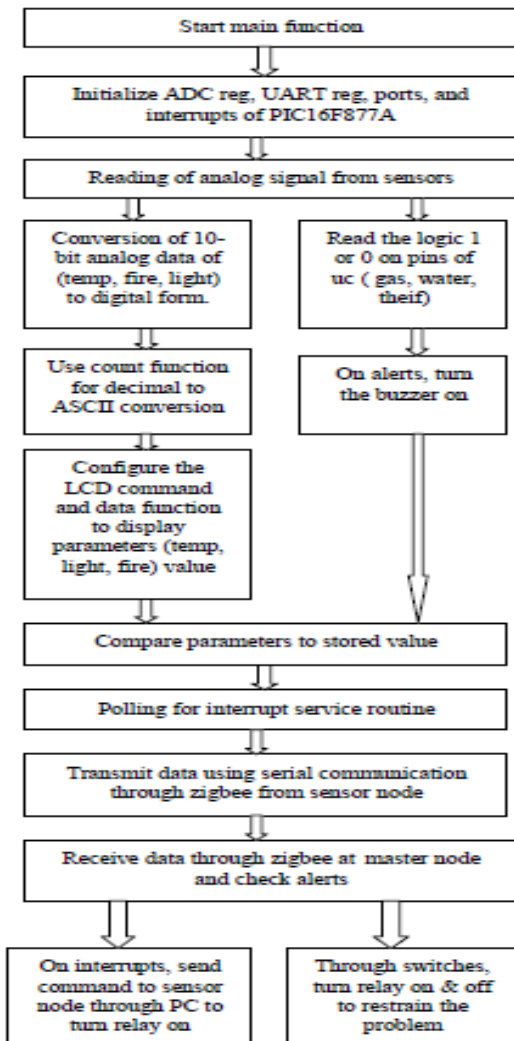 Start main function
Initialize ADC reg, UART reg, ports, and
interrupts of PIC16F877A
Reading of analog signal from sensors
Conversion of 10-
bit analog data of
(temp, fire, light)
to digital form.
Read the logic 1
or 0 on pins of
uc ( gas, water,
theif)
Use count function
for decimal to
ASCII conversion
On alerts, turn
the buzzer on
Configure the
LCD command
and data function
to display
parameters (temp,
light, fire) value
Compare parameters to stored value
Polling for interrupt service routine
Transmit data using serial communication
through zigbee from sensor node
Receive data through zigbee at master node
and check alerts
On interrupts, send
command to sensor
node through PC to
turn relay on
Through switches,
turn relay on & off
to restrain the
problem